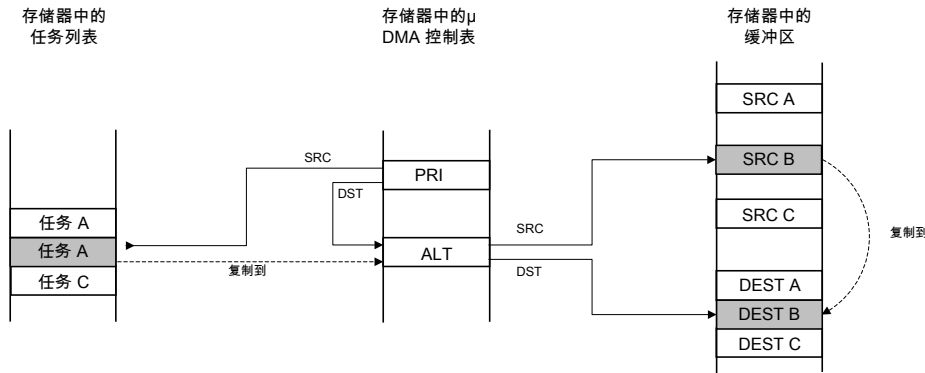 存储器中的
任务列表
存储器中的μ
DMA 控制表
存储器中的
缓冲区
SRC A
SRC
PRI
SRC B
DST
任务 A
SRC C
SRC
复制到
任务 A
ALT
复制到
DST
任务 C
DEST A
DEST B
DEST C